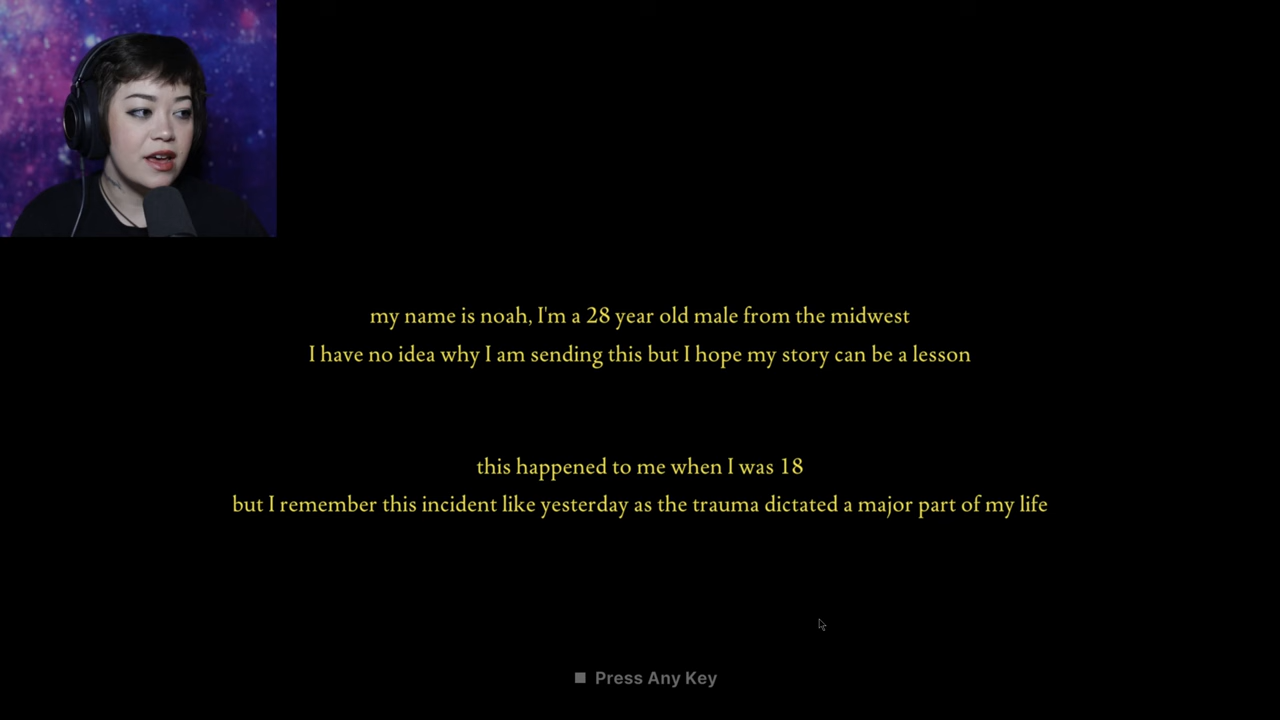 my name is noah, I'm a 28 year old male from the midwest
I have no idea why I am sending this but I hope my story can be a lesson
this happened to me when I was 18
but I remember this incident like yesterday as the trauma dictated a major part of my life
Press Any Key